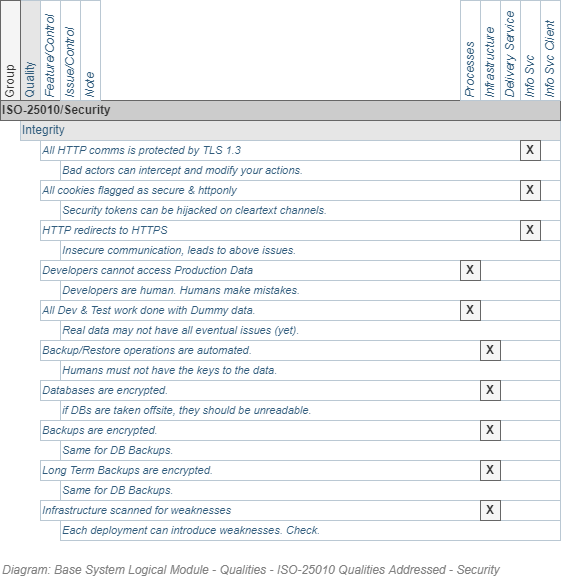 Group
Quality
Feature/Control
Issue/Control
Note
Processes
Infrastructure
Delivery Service
Info Svc
Info Svc Client
ISO-25010/Security
Integrity
All HTTP comms is protected by TLS 1.3 X
Bad actors can intercept and modify your actions.
All cookies flagged as secure & httponly X
Security tokens can be hijacked on cleartext channels.
HTTP redirects to HTTPS X
Insecure communication, leads to above issues.
Developers cannot access Production Data X
Developers are human. Humans make mistakes.
All Dev & Test work done with Dummy data. X
Real data may not have all eventual issues (yet).
Backup/Restore operations are automated. X
Humans must not have the keys to the data.
Databases are encrypted. X
if DBs are taken offsite, they should be unreadable.
Backups are encrypted. X
Same for DB Backups.
Long Term Backups are encrypted. X
Same for DB Backups.
Infrastructure scanned for weaknesses X
Each deployment can introduce weaknesses. Check.
Diagram: Base System Logical Module - Qualities - ISO-25010 Qualities Addressed - Security